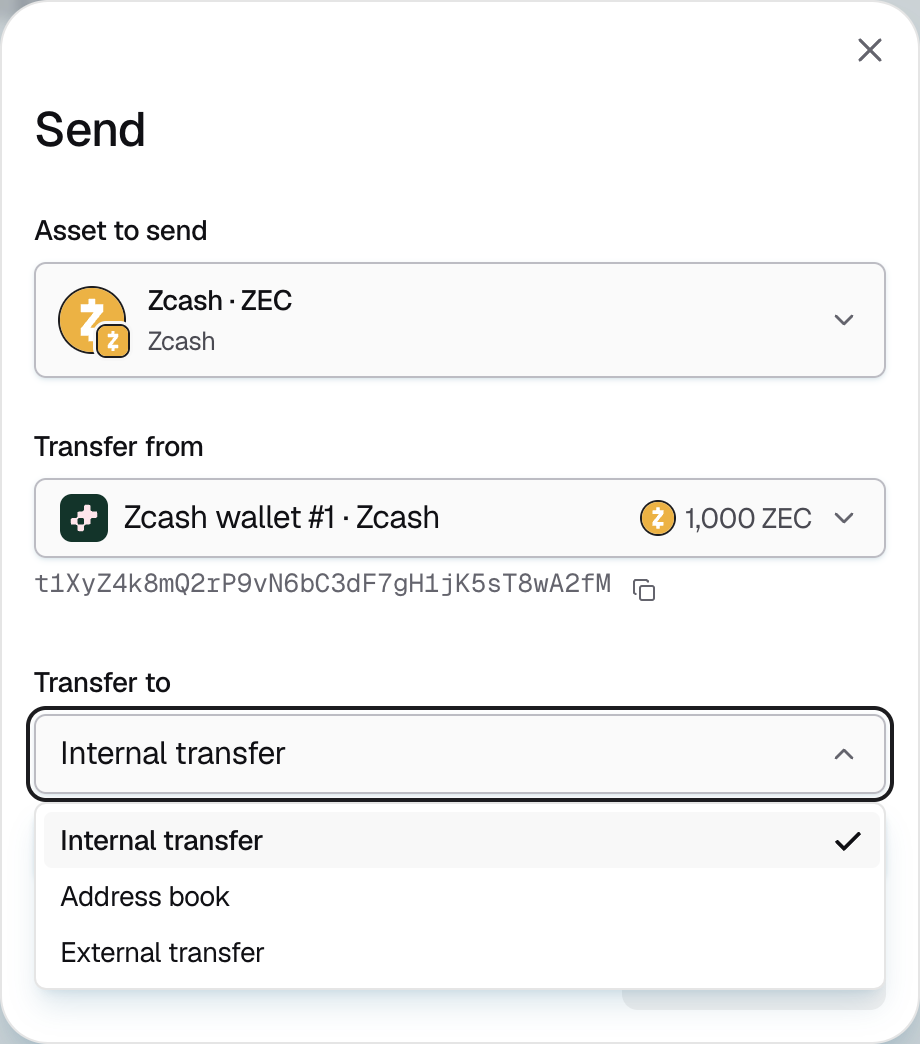 Send
Asset to send
Zcash · ZEC
Zcash
Transfer from
Zcash wallet #1 · Zcash 1,000 ZEC
t1XyZ4k8mQ2rP9vN6bC3dF7gH1jK5sT8wA2fM
Transfer to
Internal transfer
Internal transfer
Address book
External transfer